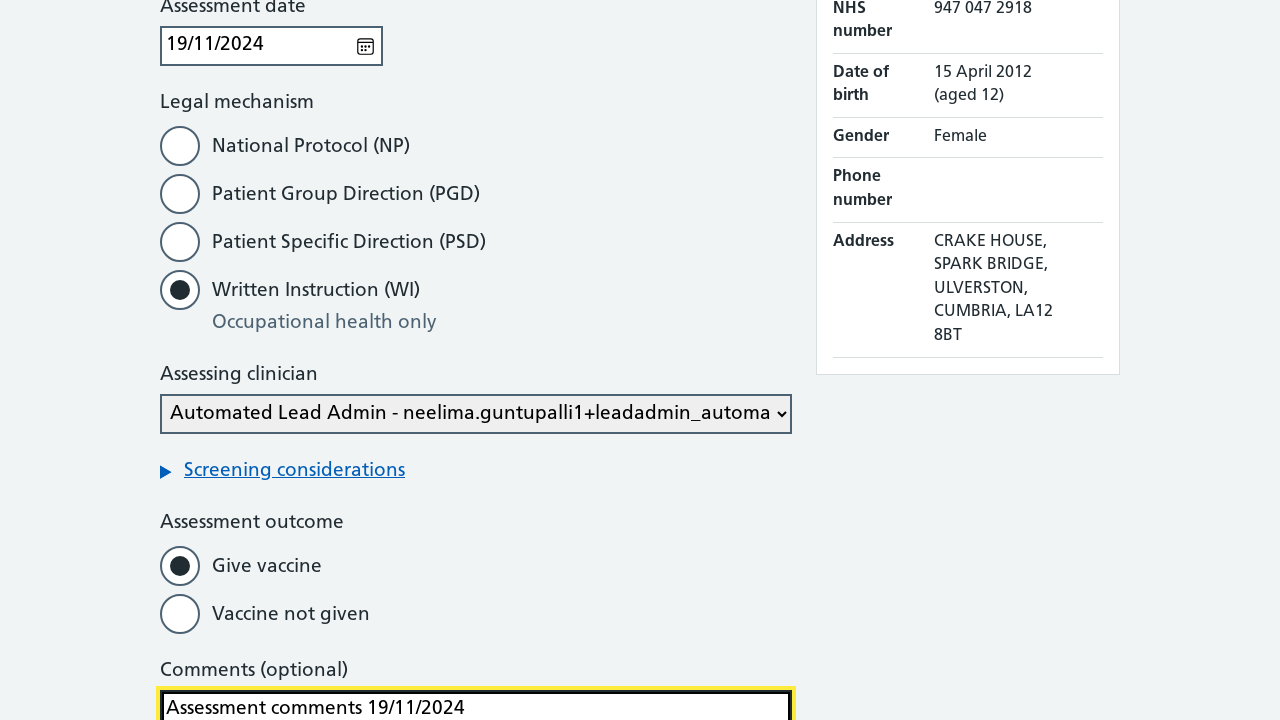 Assessment date
19/11/2024
Legal mechanism
National Protocol (NP)
Patient Group Direction (PGD)
Patient Specific Direction (PSD)
Written Instruction (WI)
Occupational health only
Assessing clinician
Automated Lead Admin - neelima.guntupalli1+leadadmin_automa
Screening considerations
Assessment outcome
Give vaccine
Vaccine not given
Comments (optional)
Assessment comments 19/11/2024
NHS number
947 047 2918
Date of birth
15 April 2012
(aged 12)
Gender
Female
Phone number
Address
CRAKE HOUSE,
SPARK BRIDGE,
ULVERSTON,
CUMBRIA, LA12
8BT